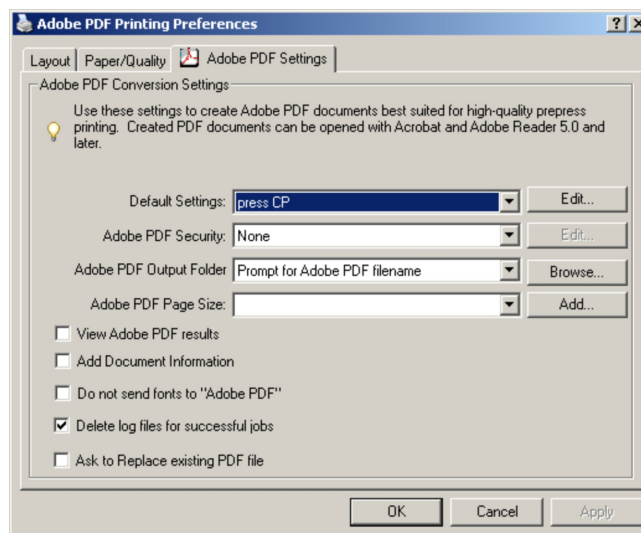 Adobe PDF Printing Preferences
Layout Paper/Quality Adobe PDF Settings
Adobe PDF Conversion Settings
Use these settings to create Adobe PDF documents best suited for high-quality prepress
printing. Created PDF documents can be opened with Acrobat and Adobe Reader 5.0 and
later.
Default Settings: press CP Edit...
Adobe PDF Security: None Edit...
Adobe PDF Output Folder Prompt for Adobe PDF filename Browse...
Adobe PDF Page Size: Add...
View Adobe PDF results
Add Document Information
Do not send fonts to "Adobe PDF"
Delete log files for successful jobs
Ask to Replace existing PDF file
OK Cancel Apply